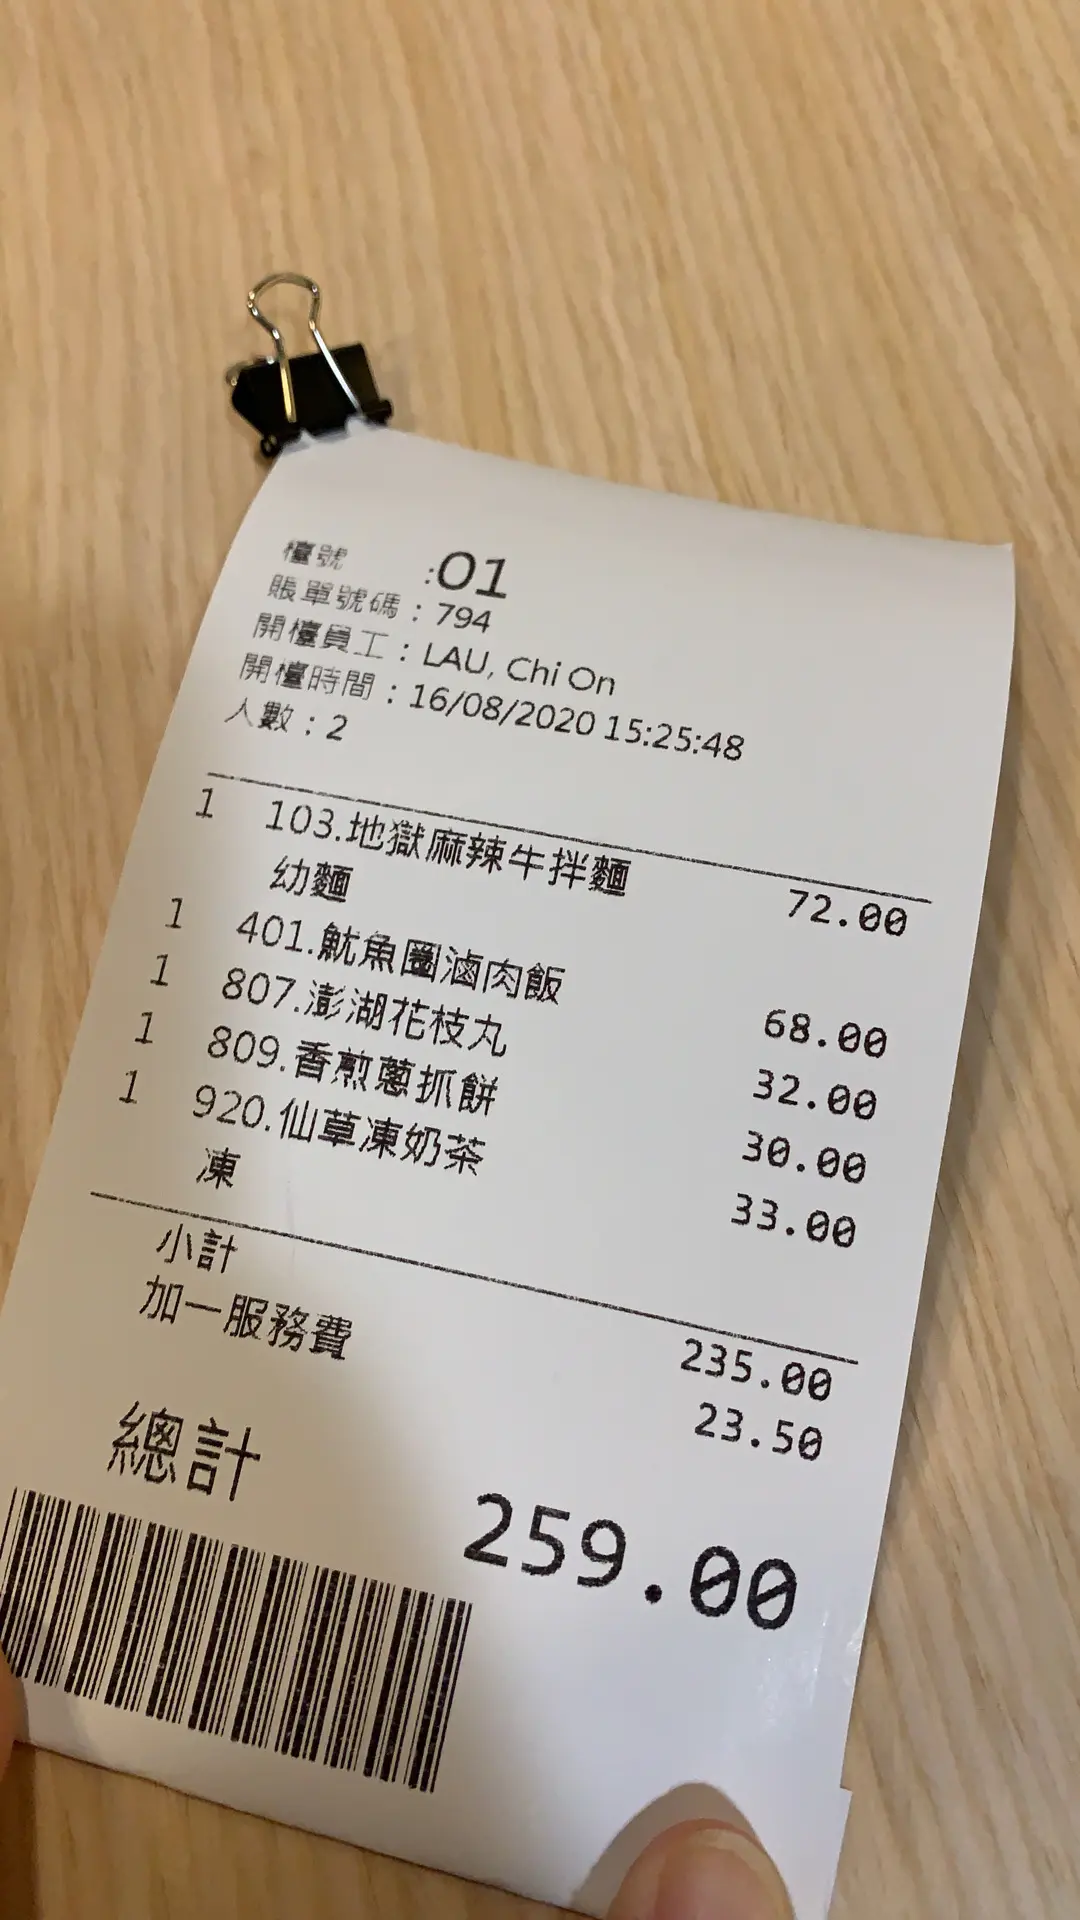 檯號 :01
賬單號碼 : 794
開檯員工 : LAU, Chi On
開檯時間 : 16/08/2020 15:25:48
人數 : 2
1 103.地獄麻辣牛拌麵 72.00
幼麵
1 401.魷魚圈滷肉飯 68.00
1 807.澎湖花枝丸 32.00
1 809.香煎蔥抓餅 30.00
1 920.仙草凍奶茶 33.00
凍
小計 235.00
加一服務費 23.50
總計 259.00